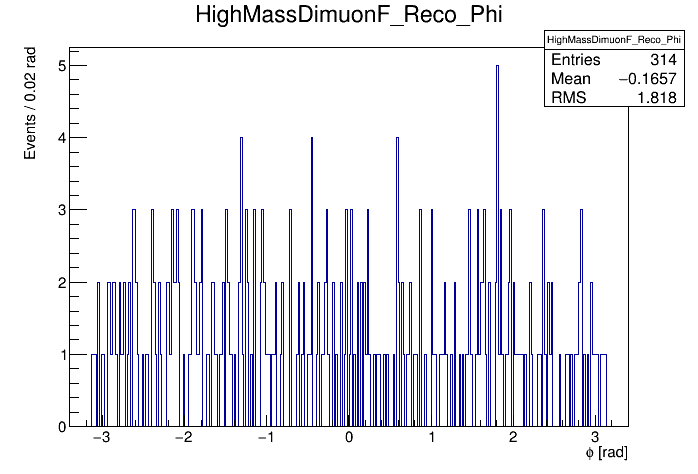 HighMassDimuonF_Reco_Phi
HighMassDimuonF_Reco_Phi
Entries 314
Mean −0.1657
RMS 1.818
Events / 0.02 rad
5
4
3
2
1
0
−3 −2 −1 0 1 2 3
ϕ [rad]